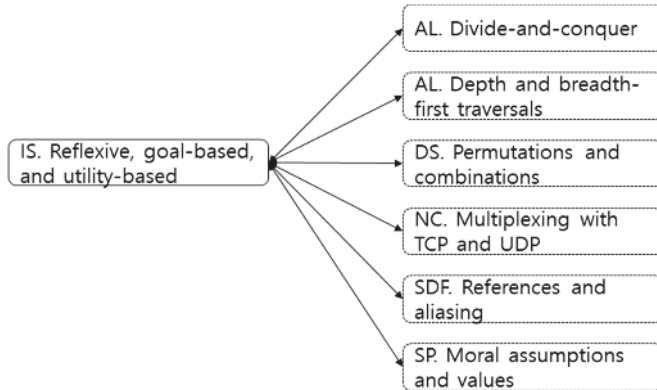 AL. Divide-and-conquer
AL. Depth and breadth-
first traversals
IS. Reflexive, goal-based,
and utility-based
DS. Permutations and
combinations
NC. Multiplexing with
TCP and UDP
SDF. References and
aliasing
SP. Moral assumptions
and values